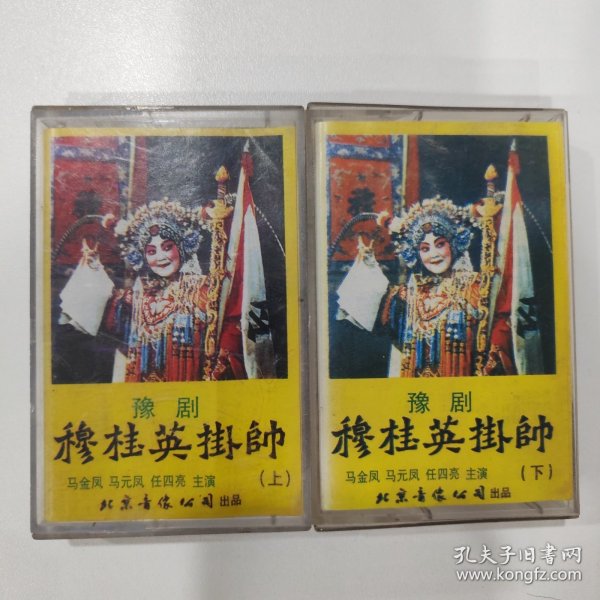 豫剧
穆桂英掛帥
马金凤 马元凤 任四亮 主演 (上)
北京音像公司 出品
豫剧
穆桂英掛帥
马金凤 马元凤 任四亮 主演 (下)
北京音像公司 出品
孔夫子旧书网
www.kongfz.com